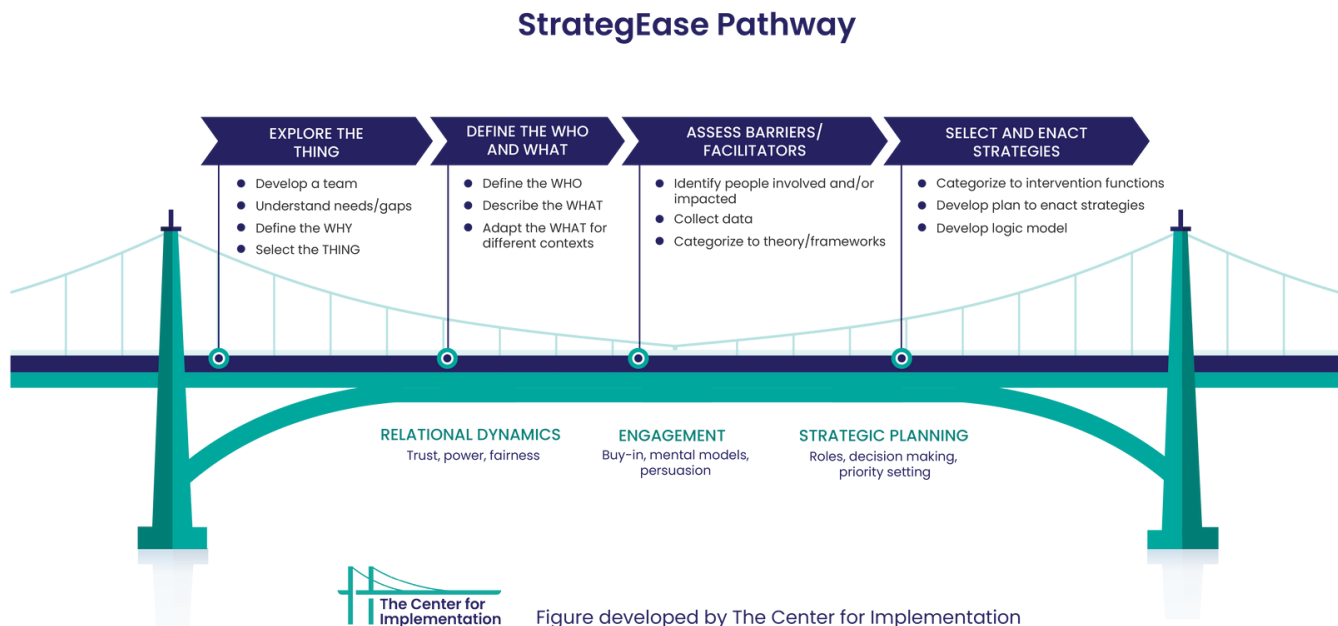 StrategEase Pathway
EXPLORE THE
THING
Develop a team
Understand needs/gaps
Define the WHY
Select the THING
DEFINE THE WHO
AND WHAT
Define the WHO
Describe the WHAT
Adapt the WHAT for
different contexts
ASSESS BARRIERS/
FACILITATORS
Identify people involved and/or
impacted
Collect data
Categorize to theory/frameworks
SELECT AND ENACT
STRATEGIES
Categorize to intervention functions
Develop plan to enact strategies
Develop logic model
RELATIONAL DYNAMICS
Trust, power, fairness
ENGAGEMENT
Buy-in, mental models,
persuasion
STRATEGIC PLANNING
Roles, decision making,
priority setting
The Center for
Implementation
Figure developed by The Center for Implementation